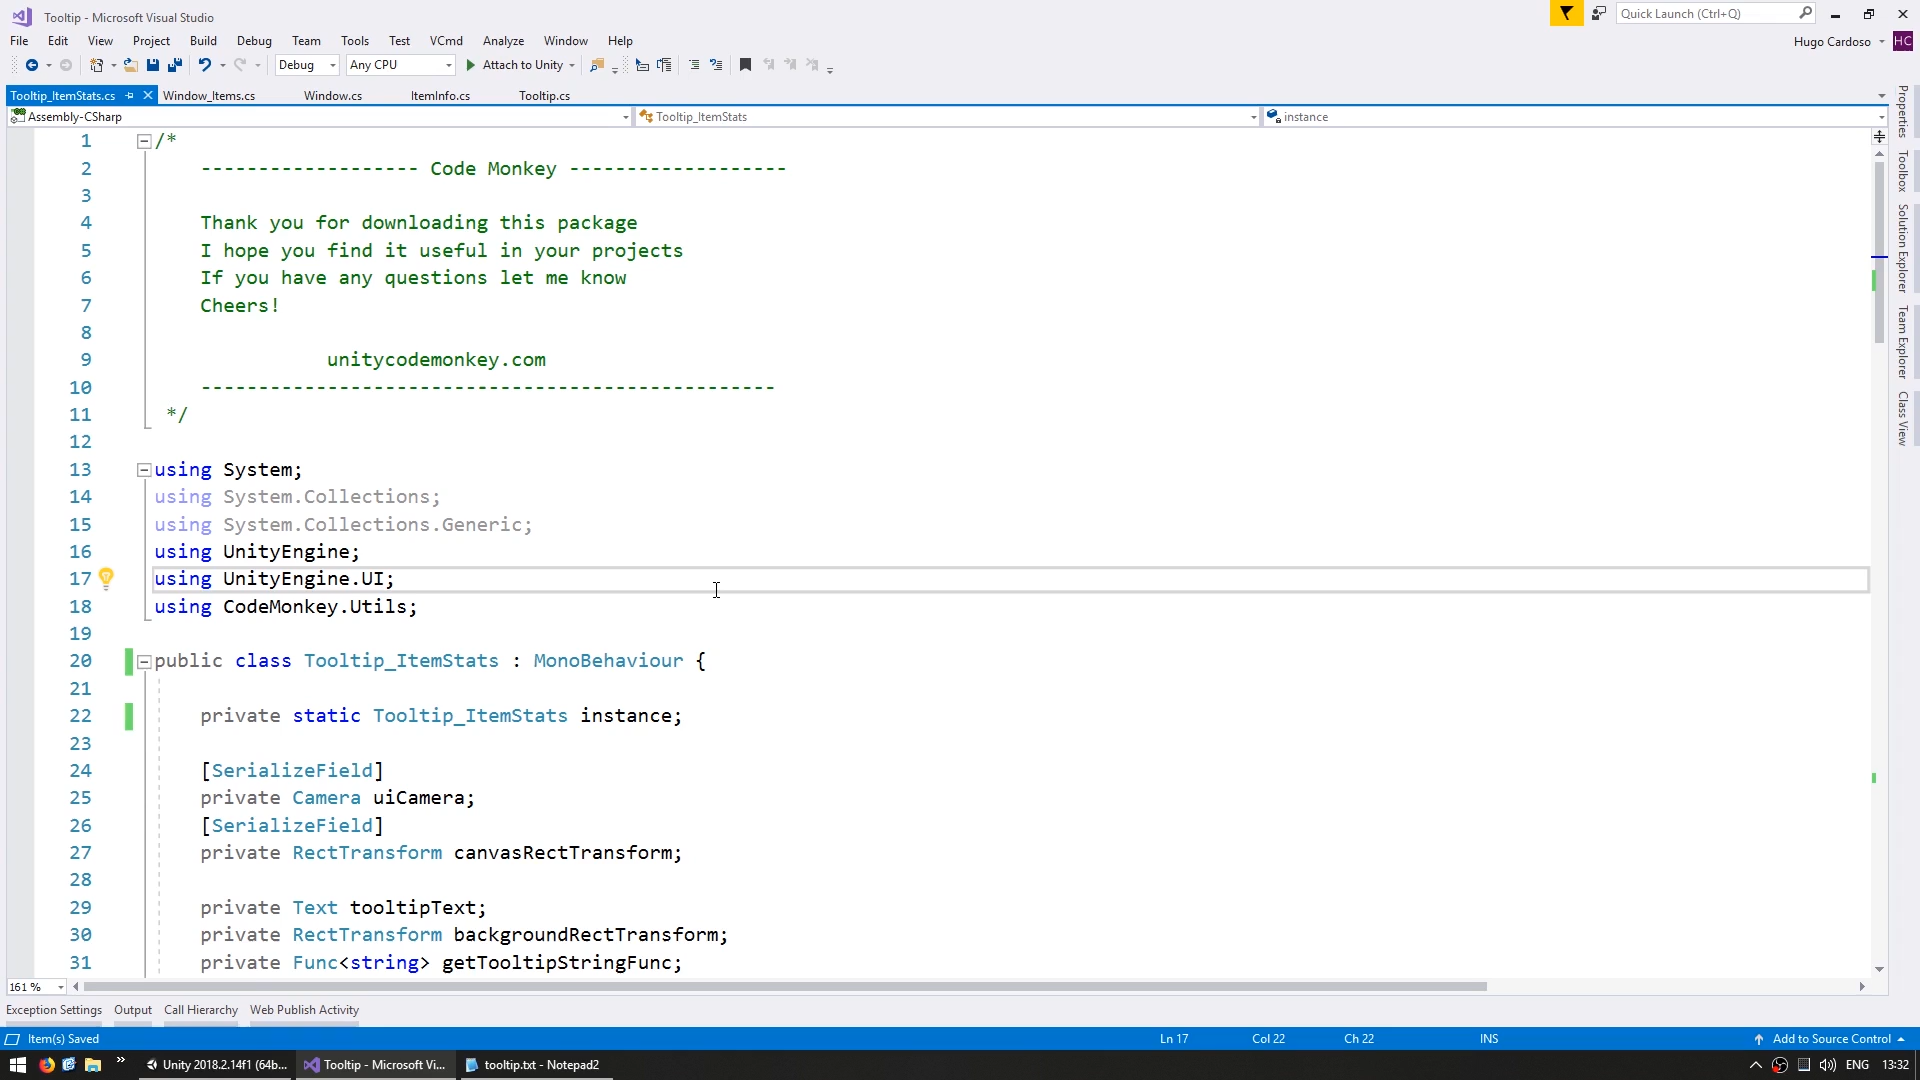 Tooltip - Microsoft Visual Studio
Quick Launch (Ctrl+Q)
File Edit View Project Build Debug Team Tools Test VCmd Analyze Window Help
Hugo Cardoso HC
Debug Any CPU Attach to Unity
Tooltip_ItemStats.cs Window_Items.cs Window.cs ItemInfo.cs Tooltip.cs
Assembly-CSharp Tooltip_ItemStats instance
1 /*
2 ------------------- Code Monkey -------------------
3
4 Thank you for downloading this package
5 I hope you find it useful in your projects
6 If you have any questions let me know
7 Cheers!
8
9 unitycodemonkey.com
10 --------------------------------------------------
11 */
12
13 using System;
14 using System.Collections;
15 using System.Collections.Generic;
16 using UnityEngine;
17 using UnityEngine.UI;
18 using CodeMonkey.Utils;
19
20 public class Tooltip_ItemStats : MonoBehaviour {
21
22 private static Tooltip_ItemStats instance;
23
24 [SerializeField]
25 private Camera uiCamera;
26 [SerializeField]
27 private RectTransform canvasRectTransform;
28
29 private Text tooltipText;
30 private RectTransform backgroundRectTransform;
31 private Func<string> getTooltipStringFunc;
Properties
Toolbox
Solution Explorer
Team Explorer
Class View
161 %
Exception Settings Output Call Hierarchy Web Publish Activity
Item(s) Saved Ln 17 Col 22 Ch 22 INS Add to Source Control
Unity 2018.2.14f1 (64b... Tooltip - Microsoft Vi... tooltip.txt - Notepad2 ENG 13:32